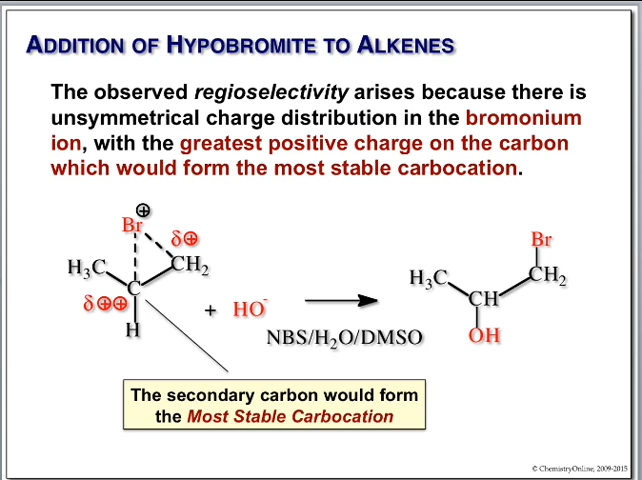 ADDITION OF HYPOBROMITE TO ALKENES
The observed regioselectivity arises because there is
unsymmetrical charge distribution in the bromonium
ion, with the greatest positive charge on the carbon
which would form the most stable carbocation.
⊕
Br
δ⊕
H₃C
CH₂
C
δ⊕⊕
H
+ HO⁻
NBS/H₂O/DMSO
Br
H₃C
CH₂
CH
OH
The secondary carbon would form
the Most Stable Carbocation
© ChemistryOnline, 2009-2015